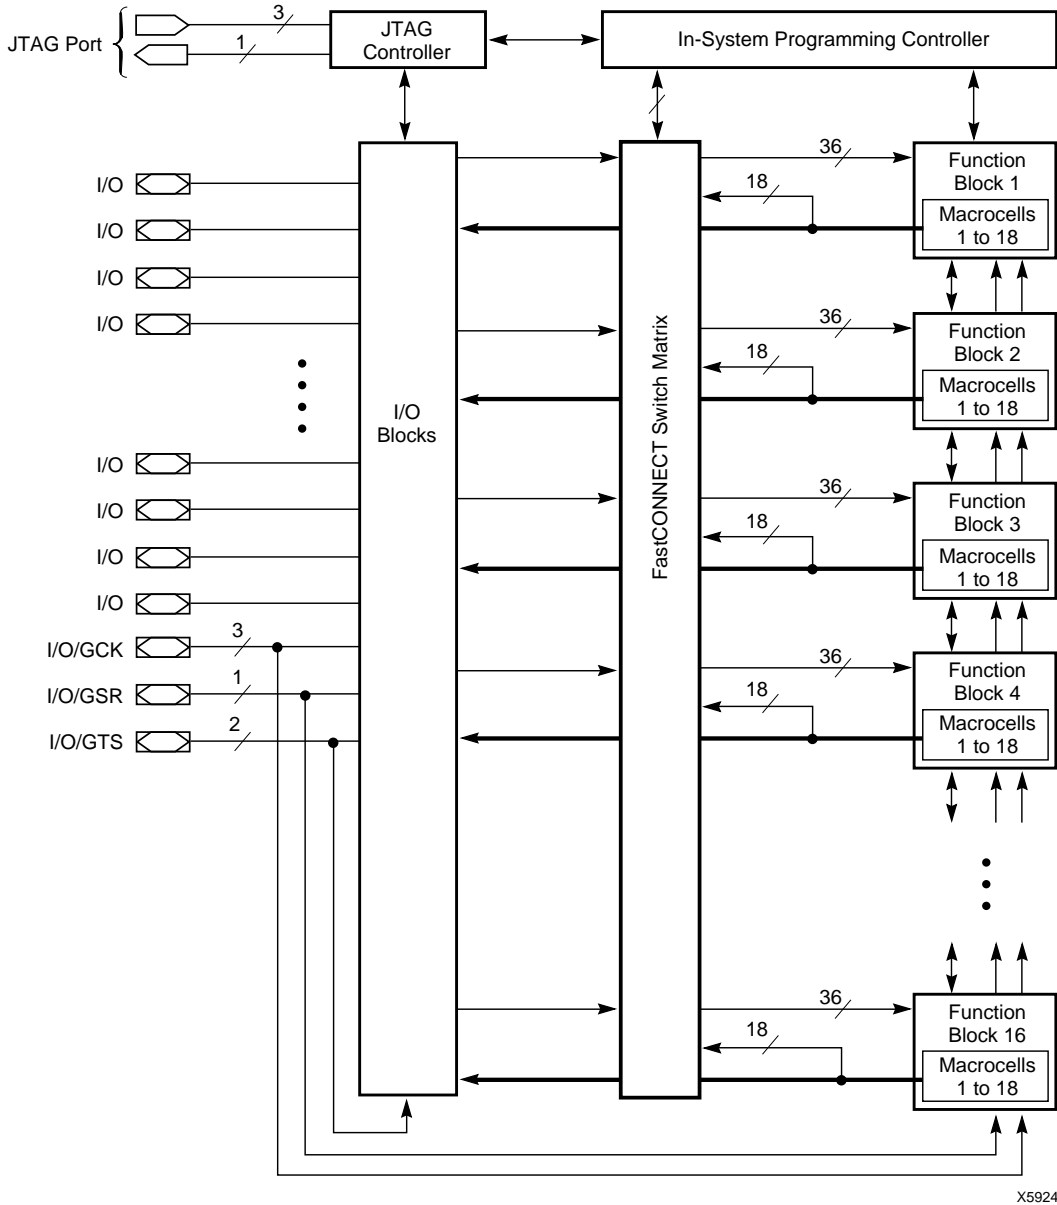 3
JTAG Port
1
JTAG
Controller
In-System Programming Controller
36
Function
Block 1
18
Macrocells
1 to 18
I/O
I/O
I/O
I/O
36
Function
Block 2
18
Macrocells
1 to 18
I/O
Blocks
FastCONNECT Switch Matrix
I/O
I/O
I/O
I/O
36
Function
Block 3
18
Macrocells
1 to 18
I/O/GCK
3
I/O/GSR
1
I/O/GTS
2
36
Function
Block 4
18
Macrocells
1 to 18
36
Function
Block 16
18
Macrocells
1 to 18
X5924